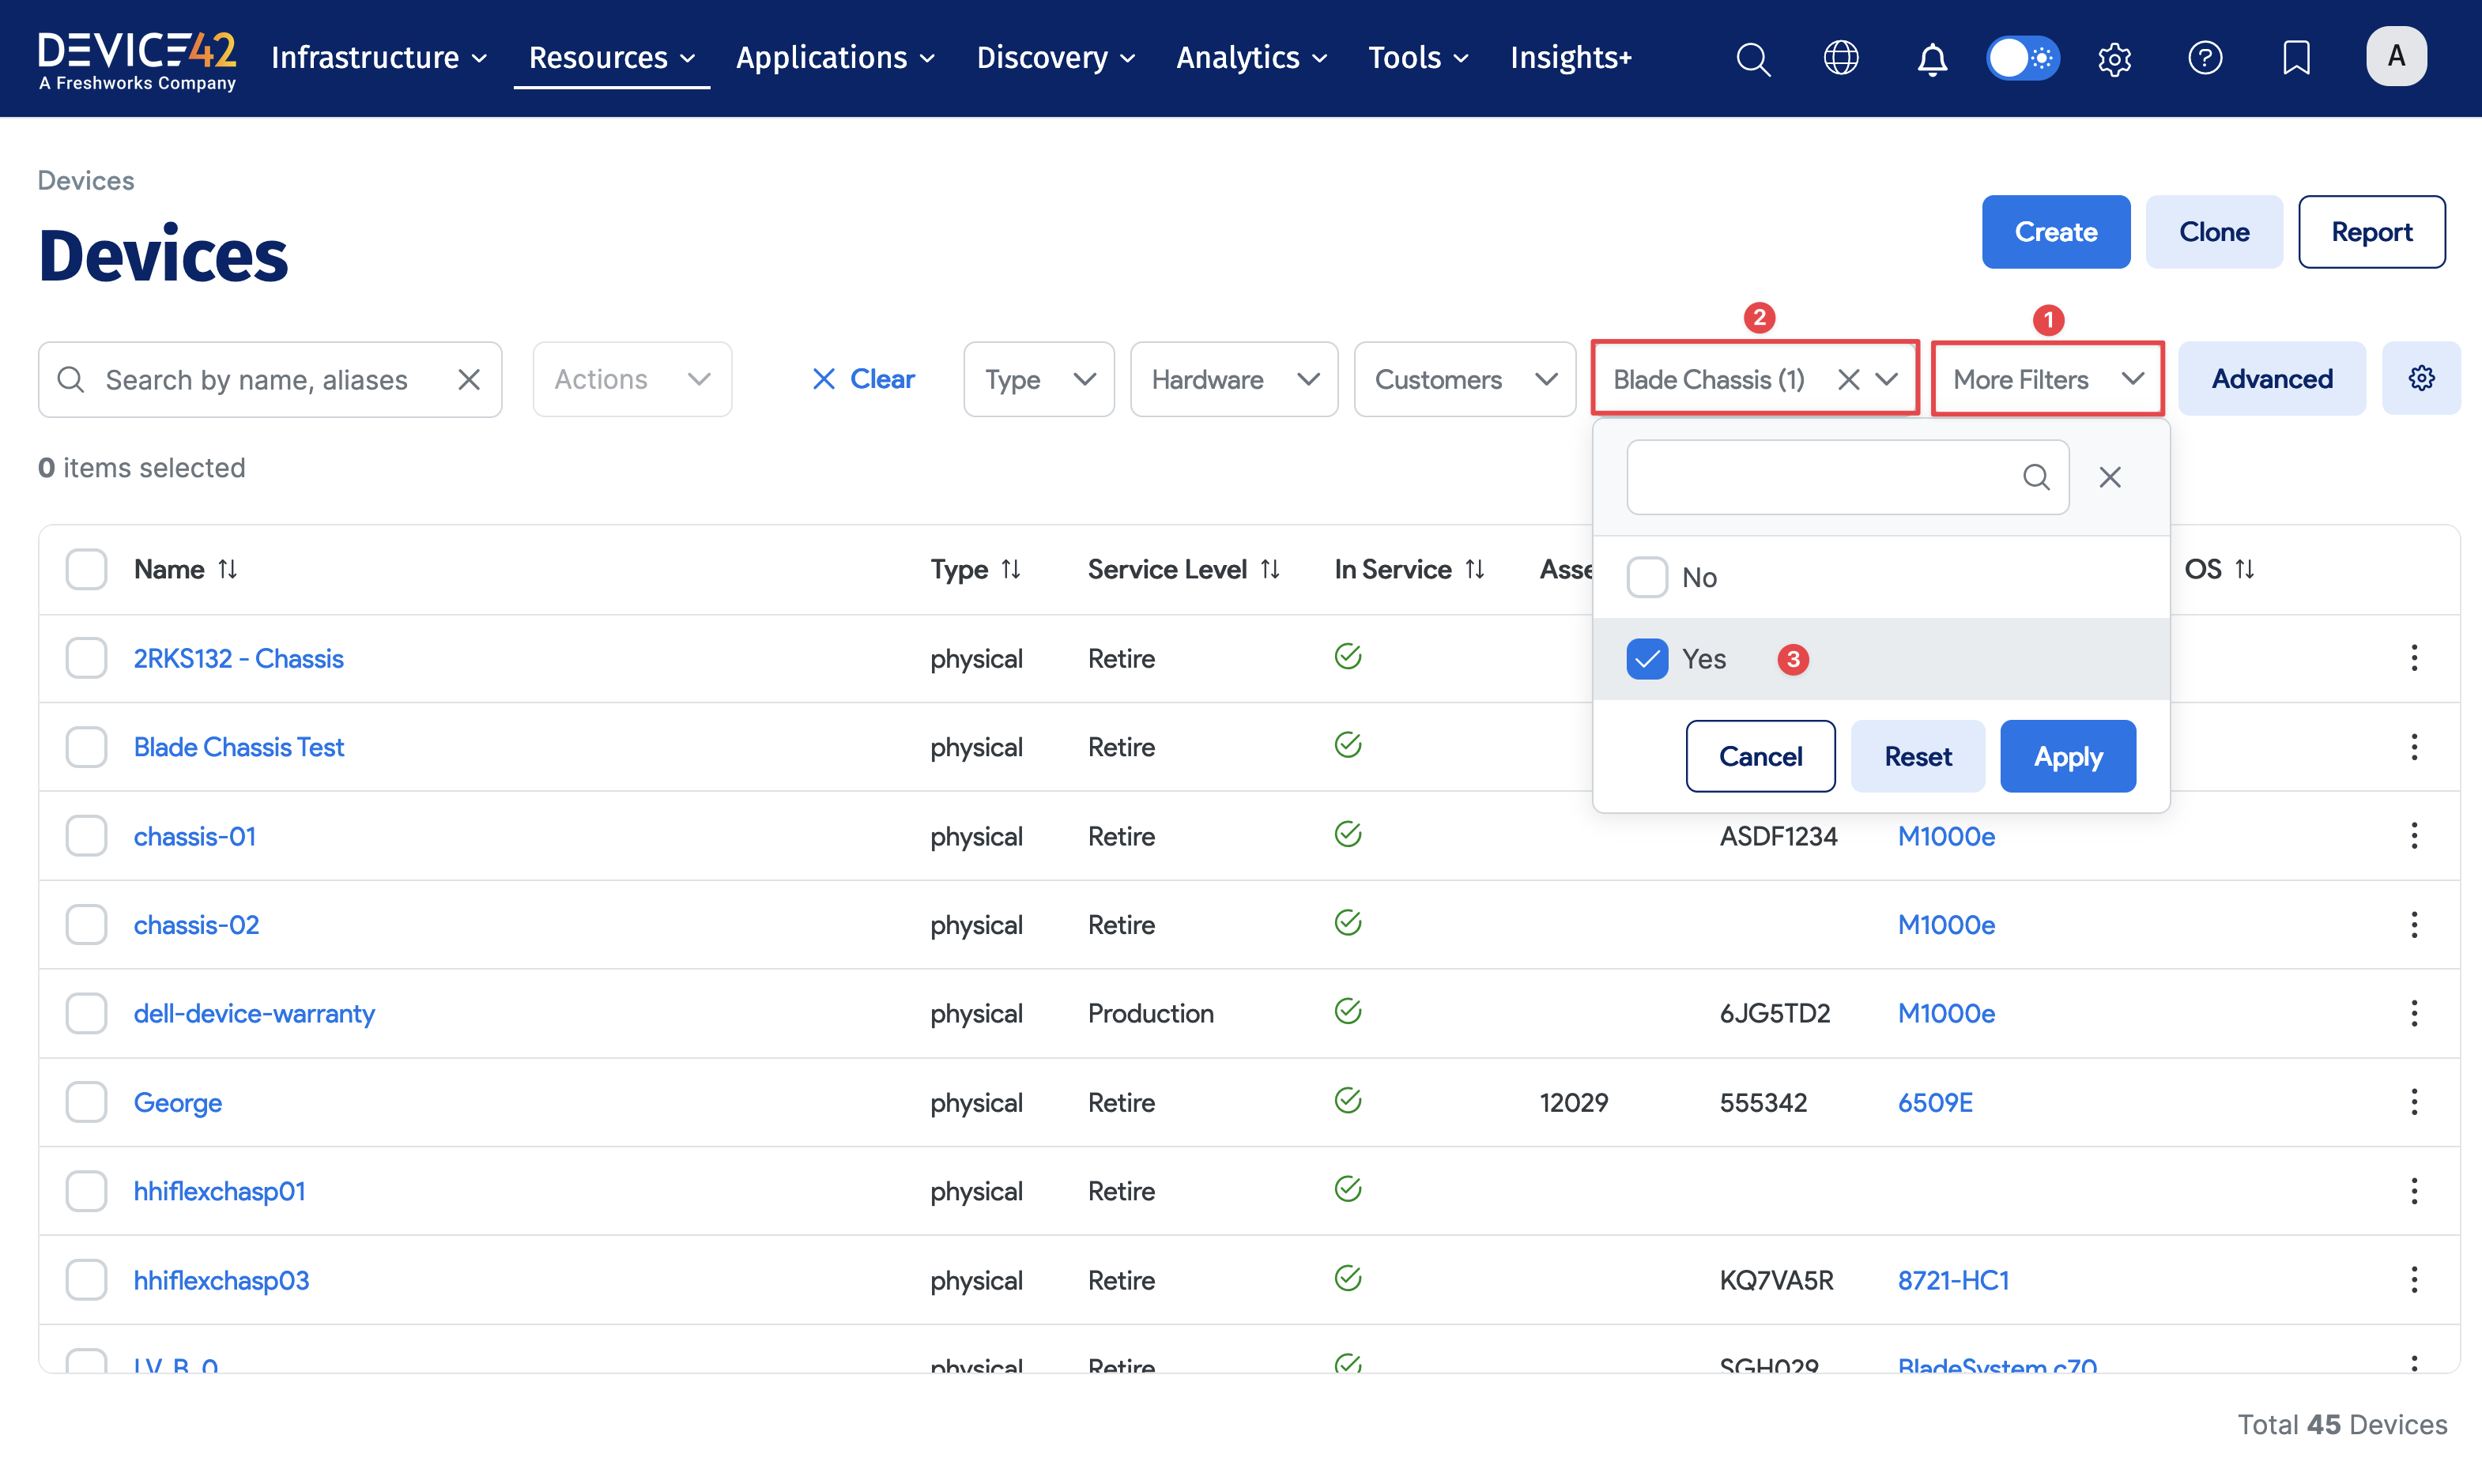 DEVICE42
A Freshworks Company
Infrastructure
Resources
Applications
Discovery
Analytics
Tools
Insights+
A
Devices
Devices
Create
Clone
Report
2
1
Search by name, aliases
Actions
Clear
Type
Hardware
Customers
Blade Chassis (1)
More Filters
Advanced
0 items selected
No
Yes
3
Cancel
Reset
Apply
Name Type Service Level In Service Asse OS
2RKS132 - Chassis physical Retire
Blade Chassis Test physical Retire
chassis-01 physical Retire ASDF1234 M1000e
chassis-02 physical Retire M1000e
dell-device-warranty physical Production 6JG5TD2 M1000e
George physical Retire 12029 555342 6509E
hhiflexchasp01 physical Retire
hhiflexchasp03 physical Retire KQ7VA5R 8721-HC1
physical Retire SGH029 BladeSystem c70
Total 45 Devices